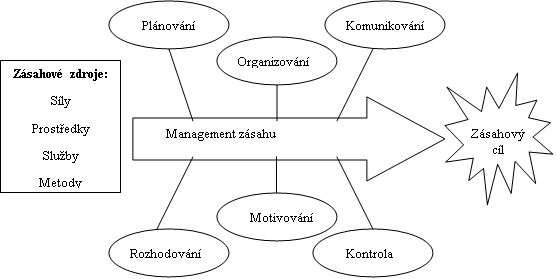 Plánování
Komunikování
Organizování
Zásahové zdroje:
Síly
Prostředky
Služby
Metody
Management zásahu
Zásahový
cíl
Motivování
Rozhodování
Kontrola